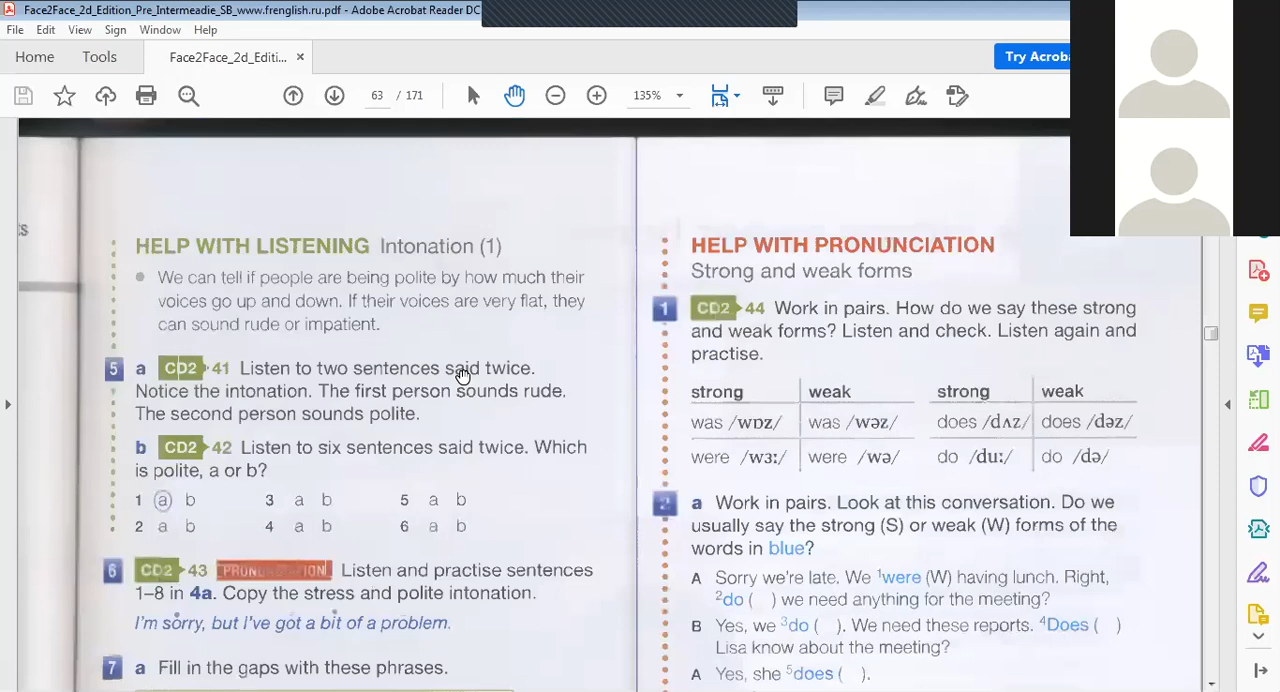 Face2Face_2d_Edition_Pre_Intermeadie_SB_www.frenglish.ru.pdf - Adobe Acrobat Reader DC
File Edit View Sign Window Help
Home Tools Face2Face_2d_Editi... × Try Acroba
63 / 171 135%
HELP WITH LISTENING Intonation (1)
We can tell if people are being polite by how much their
voices go up and down. If their voices are very flat, they
can sound rude or impatient.
5 a CD2 41 Listen to two sentences said twice.
Notice the intonation. The first person sounds rude.
The second person sounds polite.
b CD2 42 Listen to six sentences said twice. Which
is polite, a or b?
1 a b 3 a b 5 a b
2 a b 4 a b 6 a b
6 CD2 43 PRONUNCIATION Listen and practise sentences
1–8 in 4a. Copy the stress and polite intonation.
I'm sorry, but I've got a bit of a problem.
7 a Fill in the gaps with these phrases.
HELP WITH PRONUNCIATION
Strong and weak forms
1 CD2 44 Work in pairs. How do we say these strong
and weak forms? Listen and check. Listen again and
practise.
strong weak strong weak
was /wɒz/ was /wəz/ does /dʌz/ does /dəz/
were /wɜː/ were /wə/ do /duː/ do /də/
2 a Work in pairs. Look at this conversation. Do we
usually say the strong (S) or weak (W) forms of the
words in blue?
A Sorry we're late. We ¹were (W) having lunch. Right,
²do ( ) we need anything for the meeting?
B Yes, we ³do ( ). We need these reports. ⁴Does ( )
Lisa know about the meeting?
A Yes, she ⁵does ( ).